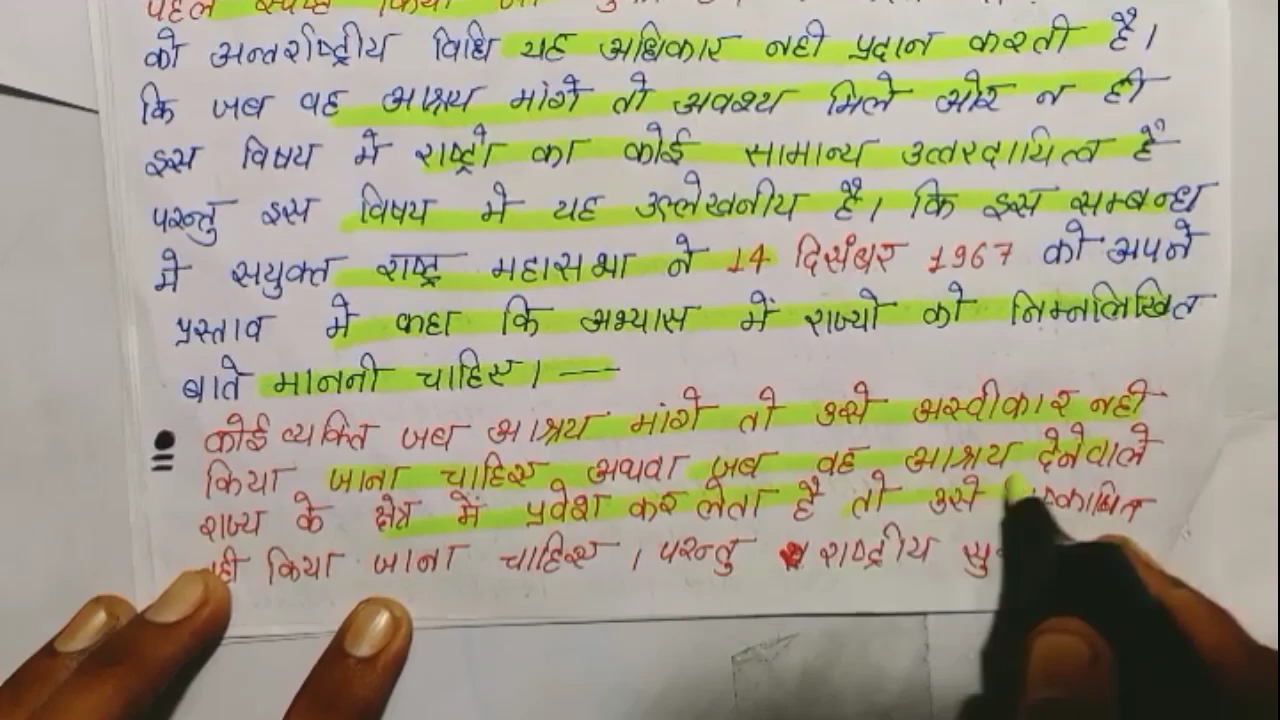 पहले स्पष्ट किया जा
को अन्तर्राष्ट्रीय विधि यह अधिकार नही प्रदान करती है।
कि जब वह आश्रय मांगे तो अवश्य मिले और न ही
इस विषय में राष्ट्रो का कोई सामान्य उत्तरदायित्व है
परन्तु इस विषय मे यह उल्लेखनीय है। कि इस सम्बन्ध
मे सयुक्त राष्ट्र महासभा ने 14 दिसंबर 1967 को अपने
प्रस्ताव मे कहा कि अभ्यास में राज्यो को निम्नलिखित
बाते माननी चाहिए। —
कोई व्यक्ति जब आश्रय मांगे तो उसे अस्वीकार नही
किया जाना चाहिए अथवा जब वह आश्रय देनेवाले
राज्य के क्षेत्र में प्रवेश कर लेता है तो उसे
किया जाना चाहिए। परन्तु राष्ट्रीय